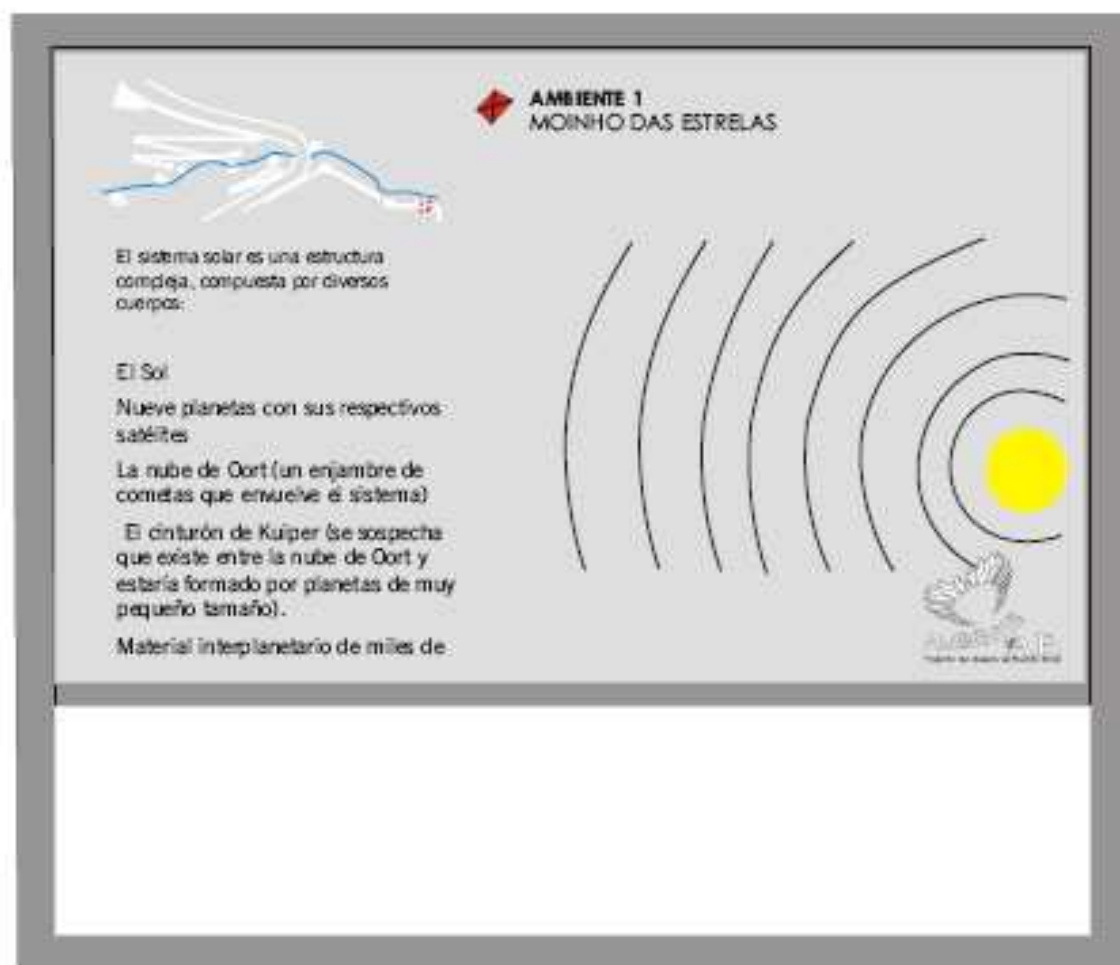 AMBIENTE 1
MOINHO DAS ESTRELAS
El sistema solar es una estructura
compleja, compuesta por diversos
cuerpos:
El Sol
Nueve planetas con sus respectivos
satélites
La nube de Oort (un enjambre de
cometas que envuelve el sistema)
El cinturón de Kuiper (se sospecha
que existe entre la nube de Oort y
estaría formado por planetas de muy
pequeño tamaño).
Material interplanetario de miles de